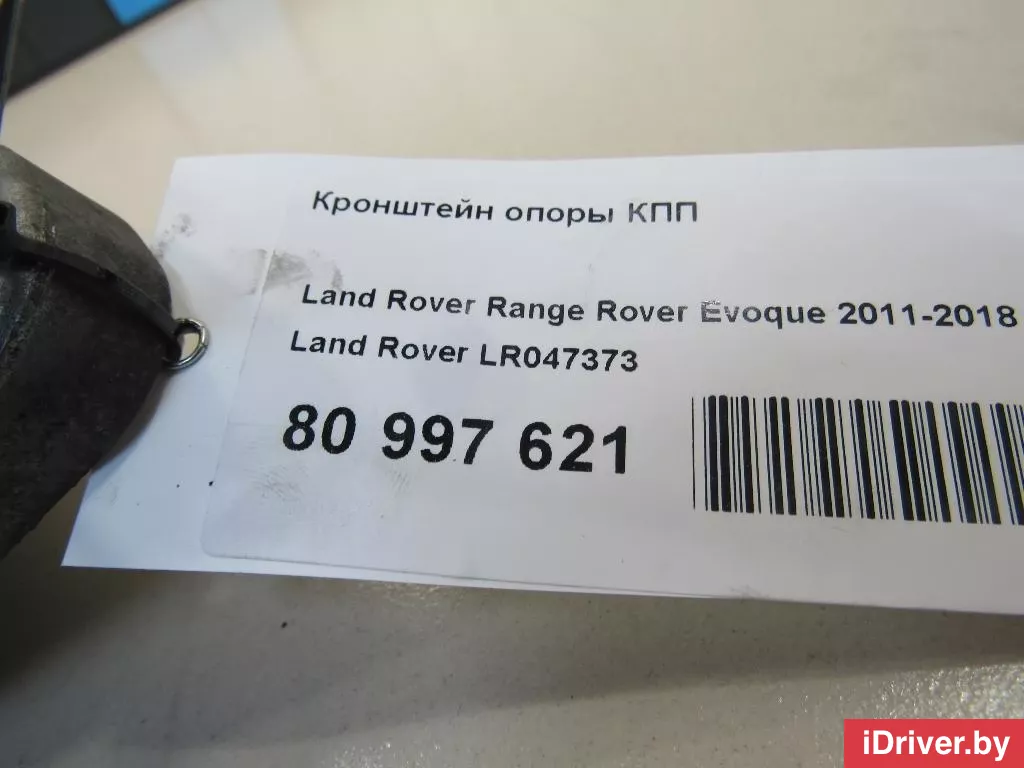 Кронштейн опоры КПП
Land Rover Range Rover Evoque 2011-2018
Land Rover LR047373
80 997 621
iDriver.by